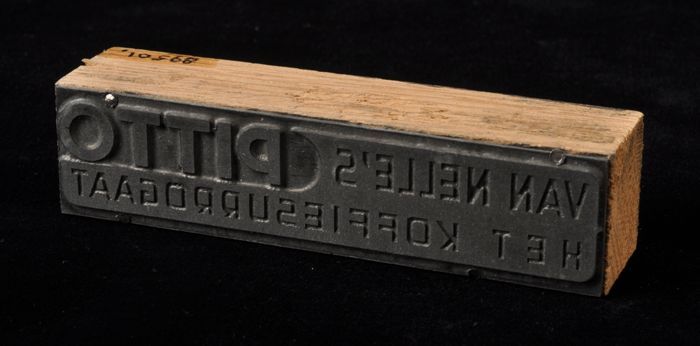 VAN NELLE'S PITTO
HET KOFFIESURROGAAT